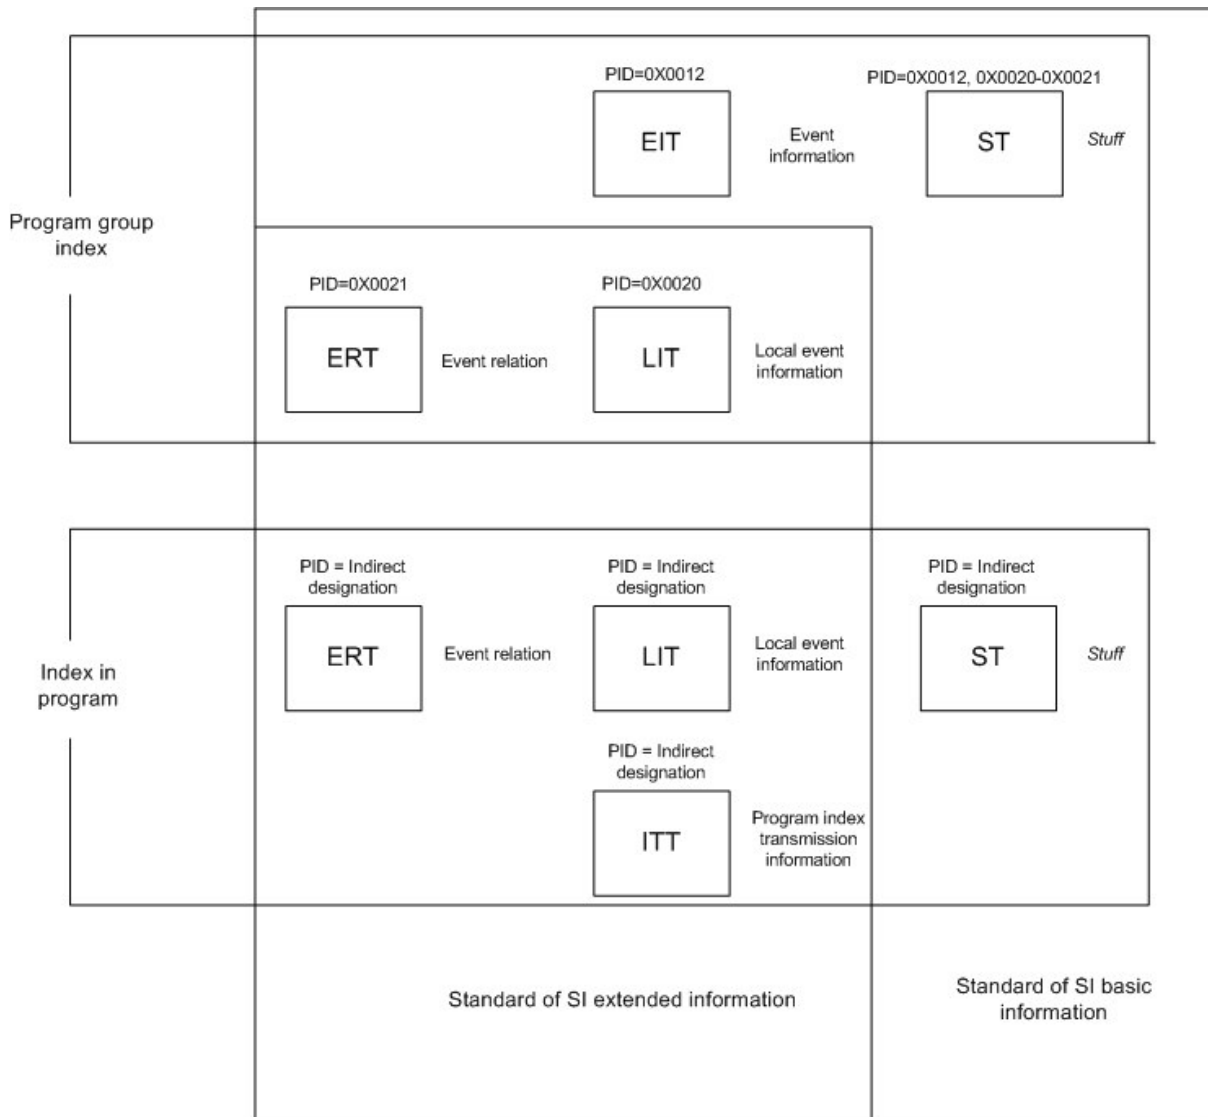 PID=0X0012
PID=0X0012, 0X0020-0X0021
EIT
Event
information
ST
Stuff
Program group
index
PID=0X0021
PID=0X0020
ERT
Event relation
LIT
Local event
information
PID = Indirect
designation
PID = Indirect
designation
PID = Indirect
designation
ERT
Event relation
LIT
Local event
information
ST
Stuff
Index in
program
PID = Indirect
designation
ITT
Program index
transmission
information
Standard of SI extended information
Standard of SI basic
information